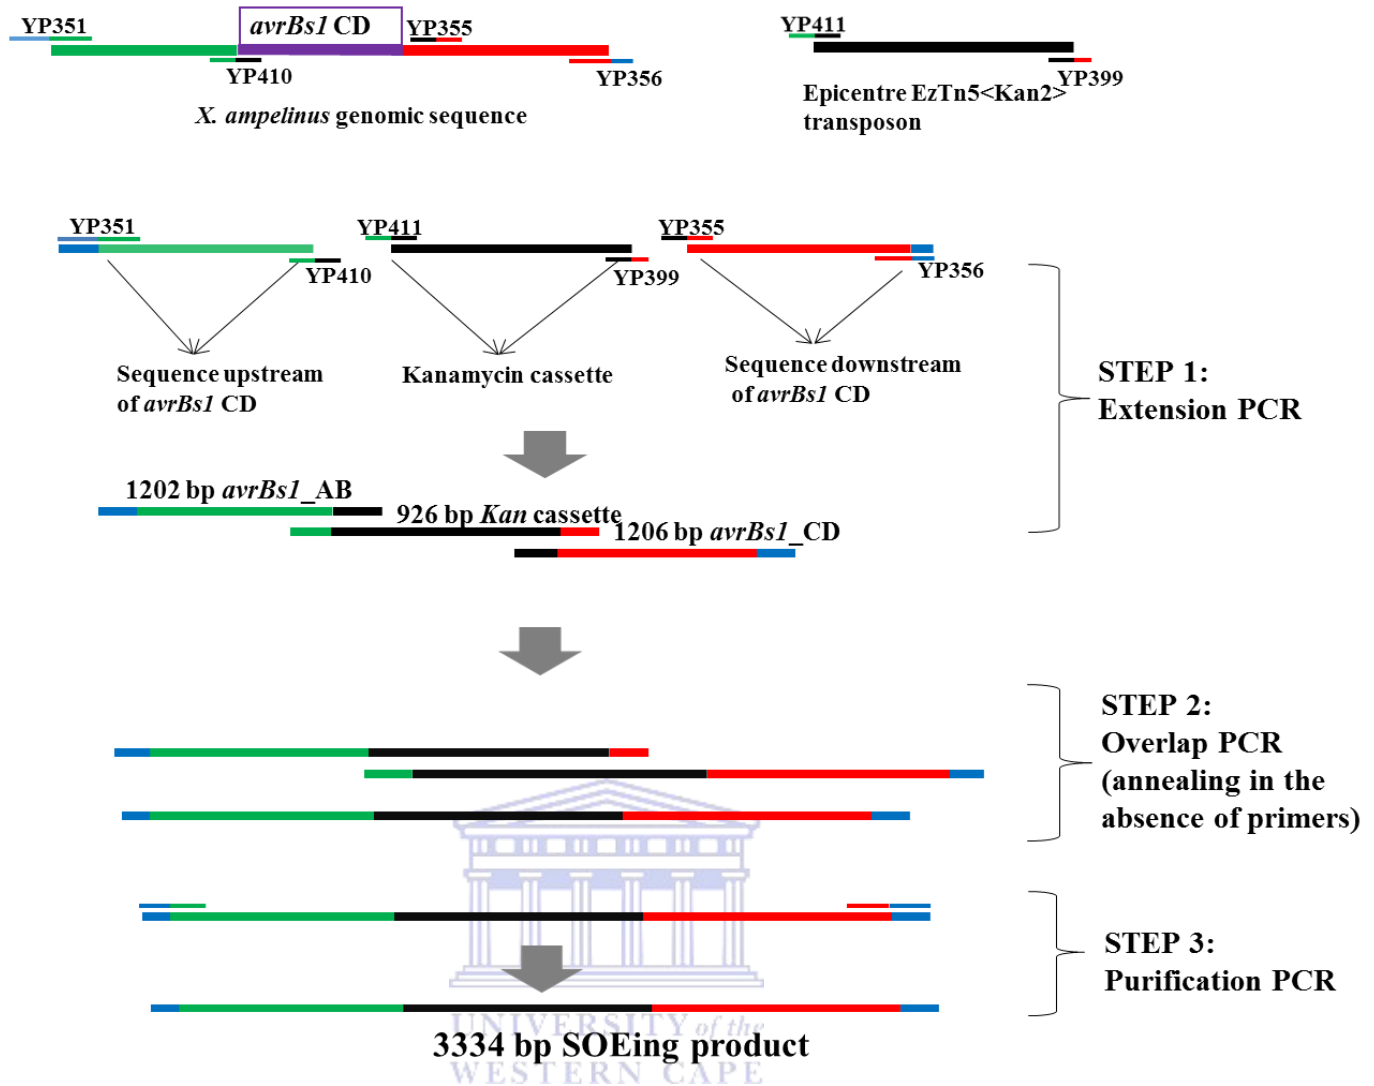 YP351
avrBs1 CD
YP355
YP411
YP410
YP356
YP399
X. ampelinus genomic sequence
Epicentre EzTn5<Kan2>
transposon
YP351
YP411
YP355
YP410
YP399
YP356
Sequence upstream
of avrBs1 CD
Kanamycin cassette
Sequence downstream
of avrBs1 CD
STEP 1:
Extension PCR
1202 bp avrBs1_AB
926 bp Kan cassette
1206 bp avrBs1_CD
STEP 2:
Overlap PCR
(annealing in the
absence of primers)
STEP 3:
Purification PCR
UNIVERSITY of the
3334 bp SOEing product
WESTERN CAPE